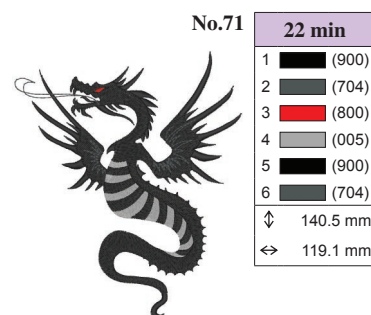 No.71
22 min
1 (900)
2 (704)
3 (800)
4 (005)
5 (900)
6 (704)
↕ 140.5 mm
↔ 119.1 mm